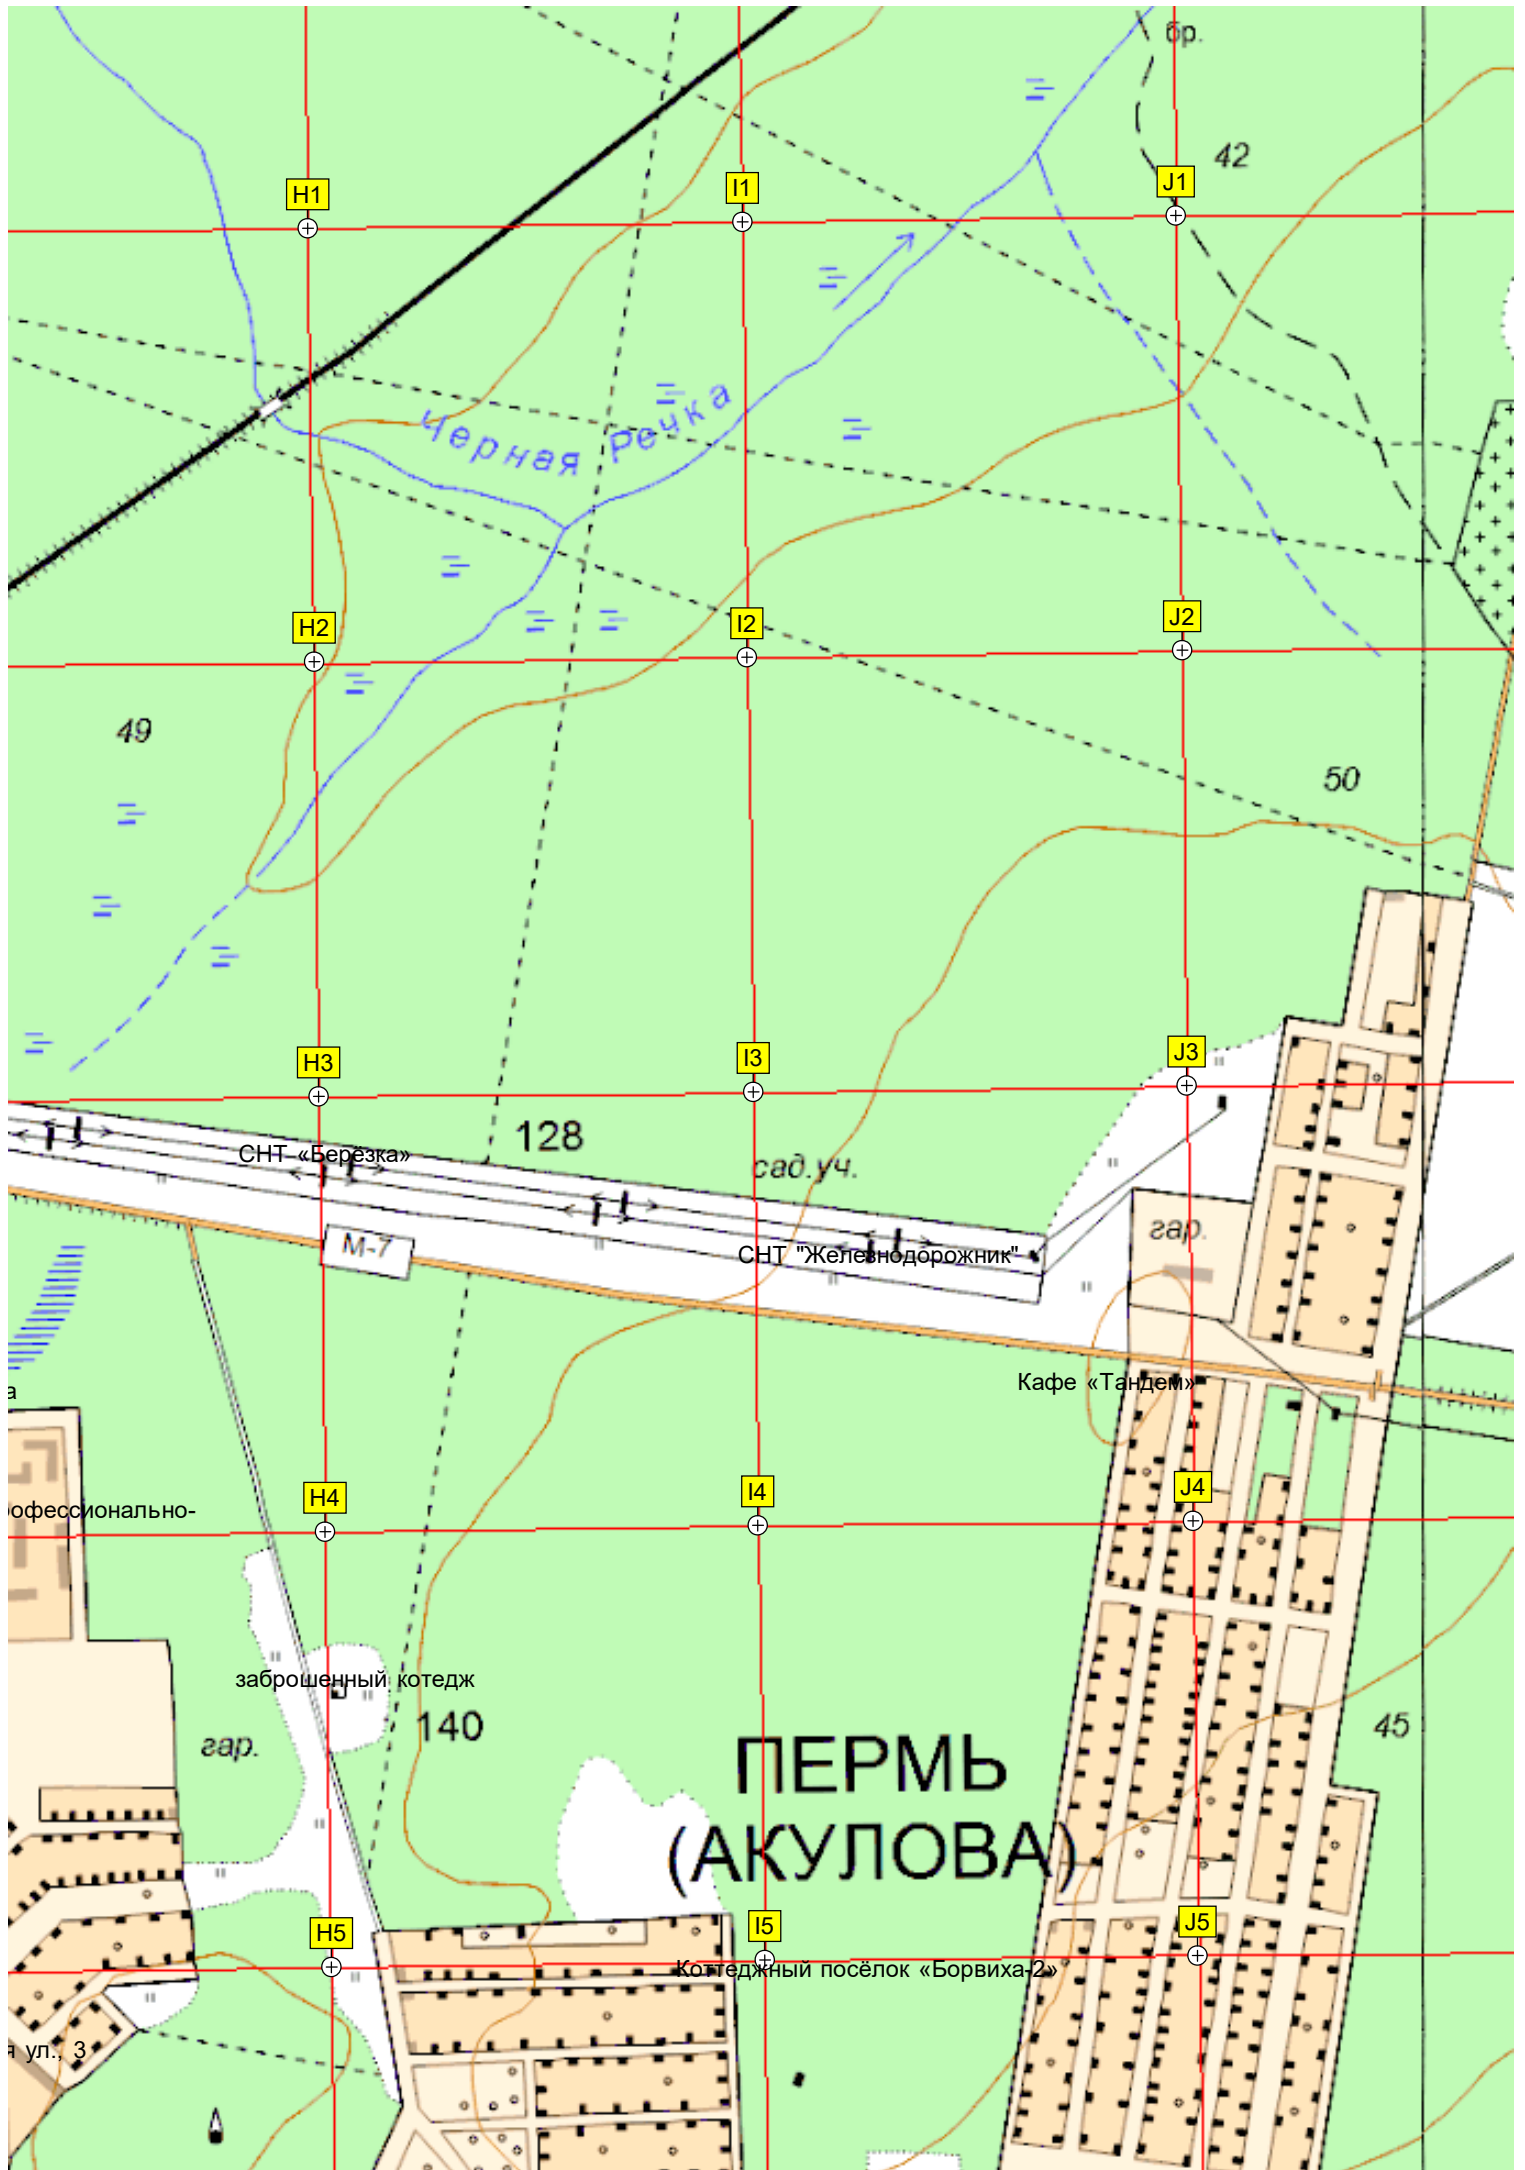 бр.
42
H1
I1
J1
Черная Речка
H2
I2
J2
49
50
H3
I3
J3
128
СНТ «Берёзка»
сад.уч.
гар.
М-7
СНТ "Железнодорожник"
Кафе «Тандем»
а
H4
I4
J4
рофессионально-
заброшенный котедж
140
гар.
45
ПЕРМЬ
(АКУЛОВА)
H5
I5
J5
Коттеджный посёлок «Борвиха-2»
я ул., 3